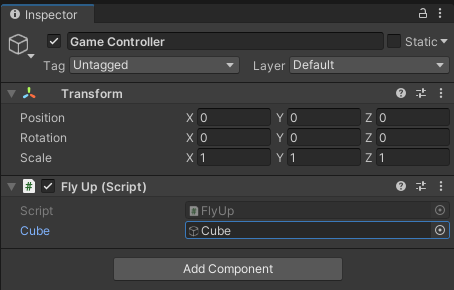 Inspector
Game Controller Static
Tag Untagged Layer Default
Transform
Position X 0 Y 0 Z 0
Rotation X 0 Y 0 Z 0
Scale X 1 Y 1 Z 1
# Fly Up (Script)
Script # FlyUp
Cube Cube
Add Component